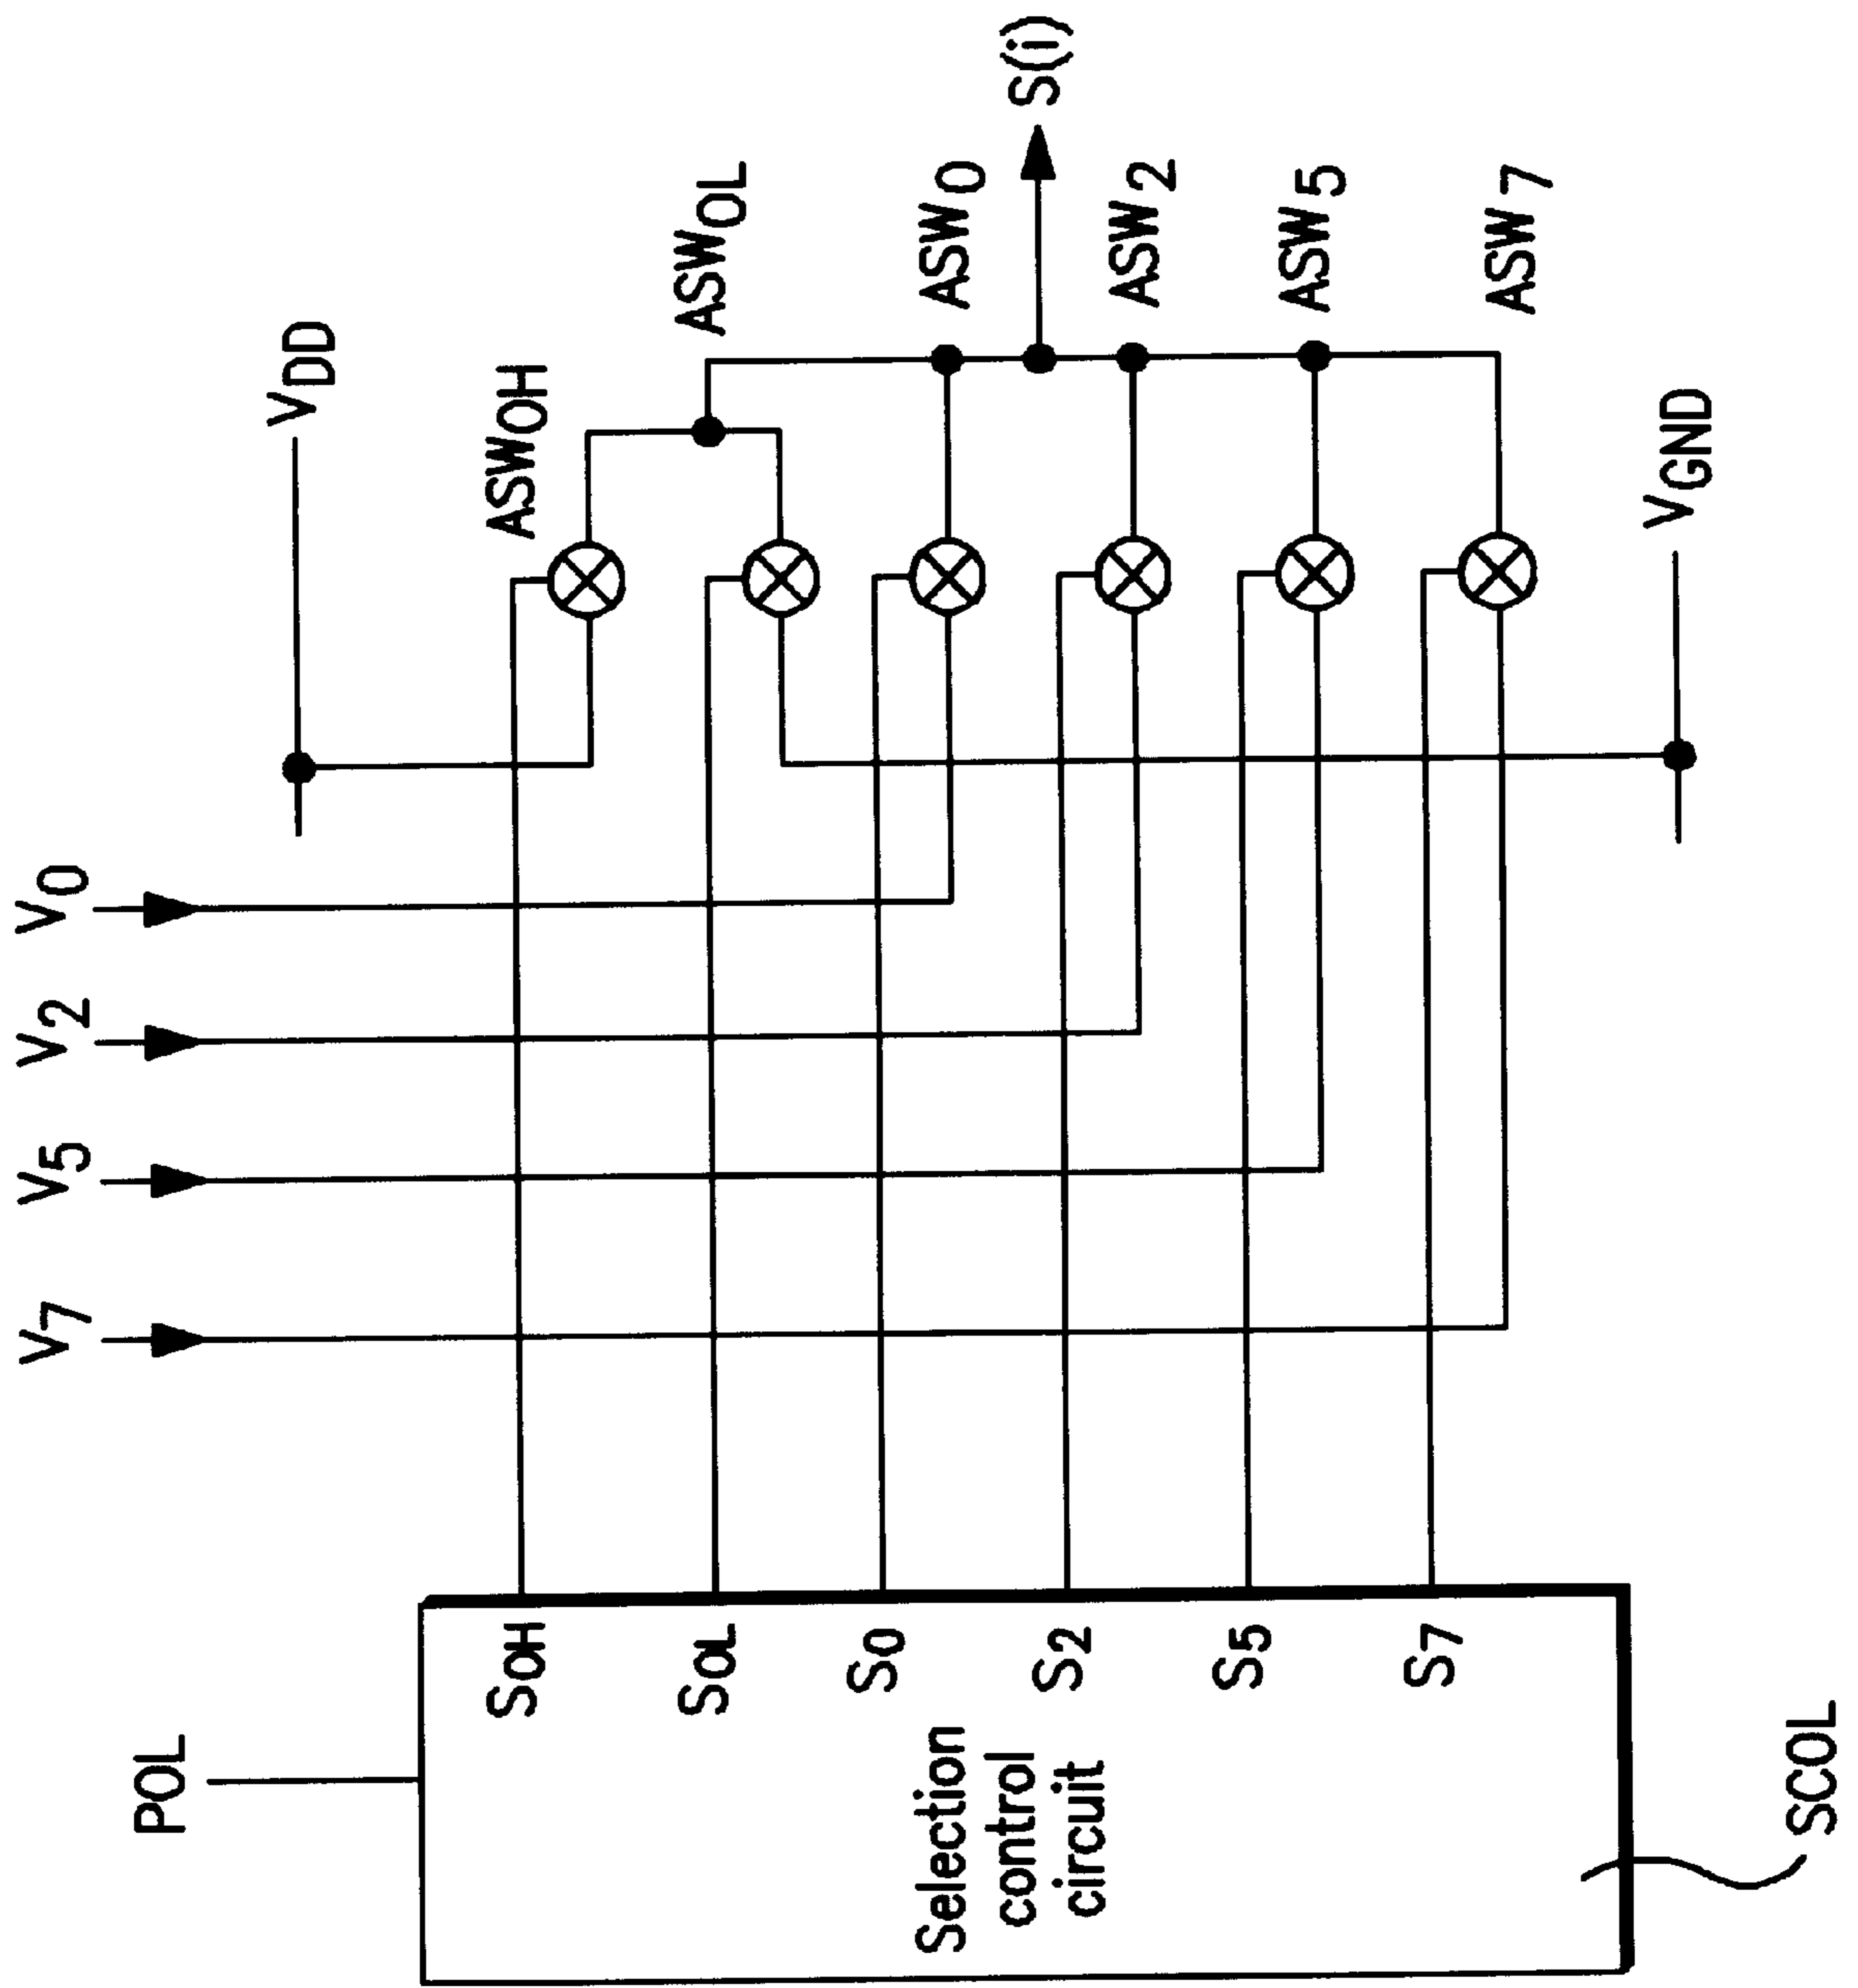 V7
V5
V2
V0
POL
VDD
SOH
ASWOH
SOL
ASWOL
S0
ASW0
Selection
control
circuit
S(i)
S2
ASW2
S5
ASW5
S7
ASW7
VGND
SCOL